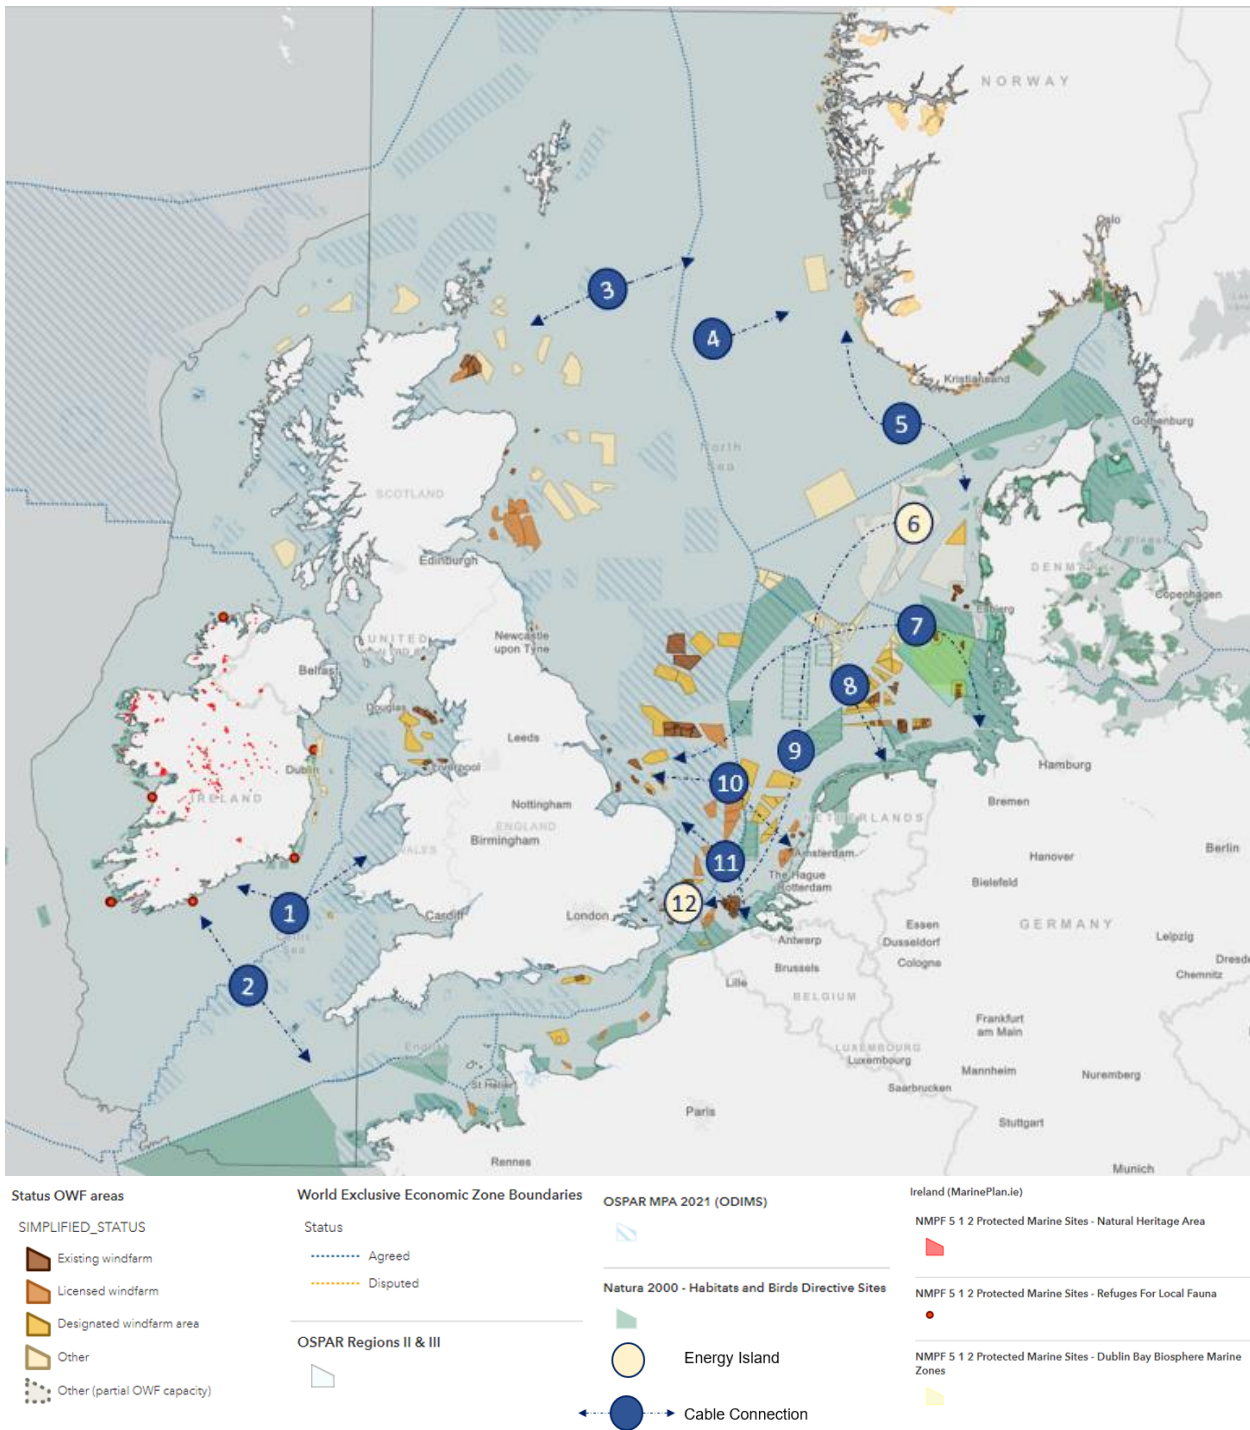 NORWAY
Bergen
Oslo
3
4
Kristiansand
5
Gothenburg
North
Sea
SCOTLAND
6
Edinburgh
DENM
Copenhagen
Esbjerg
7
UNITED
Newcastle
upon Tyne
Belfast
8
Douglas
Leeds
9
Dublin
Liverpool
10
Hamburg
IRELAND
Nottingham
Bremen
ENGLAND
NETHERLANDS
Birmingham
WALES
Amsterdam
Berlin
11
Hanover
The Hague
Rotterdam
Bielefeld
1
12
Cardiff
London
Essen
GERMANY
Celtic
Sea
Antwerp
Dusseldorf
Leipzig
Cologne
Brussels
Dresde
Chemnitz
2
Lille
BELGIUM
Frankfurt
am Main
English
LUXEMBOURG
Luxembourg
Mannheim
Nuremberg
St Helier
Saarbrucken
Paris
Stuttgart
Rennes
Munich
Status OWF areas
SIMPLIFIED_STATUS
Existing windfarm
Licensed windfarm
Designated windfarm area
Other
Other (partial OWF capacity)
World Exclusive Economic Zone Boundaries
Status
Agreed
Disputed
OSPAR Regions II & III
OSPAR MPA 2021 (ODIMS)
Natura 2000 - Habitats and Birds Directive Sites
Energy Island
Cable Connection
Ireland (MarinePlan.ie)
NMPF 5 1 2 Protected Marine Sites - Natural Heritage Area
NMPF 5 1 2 Protected Marine Sites - Refuges For Local Fauna
NMPF 5 1 2 Protected Marine Sites - Dublin Bay Biosphere Marine
Zones